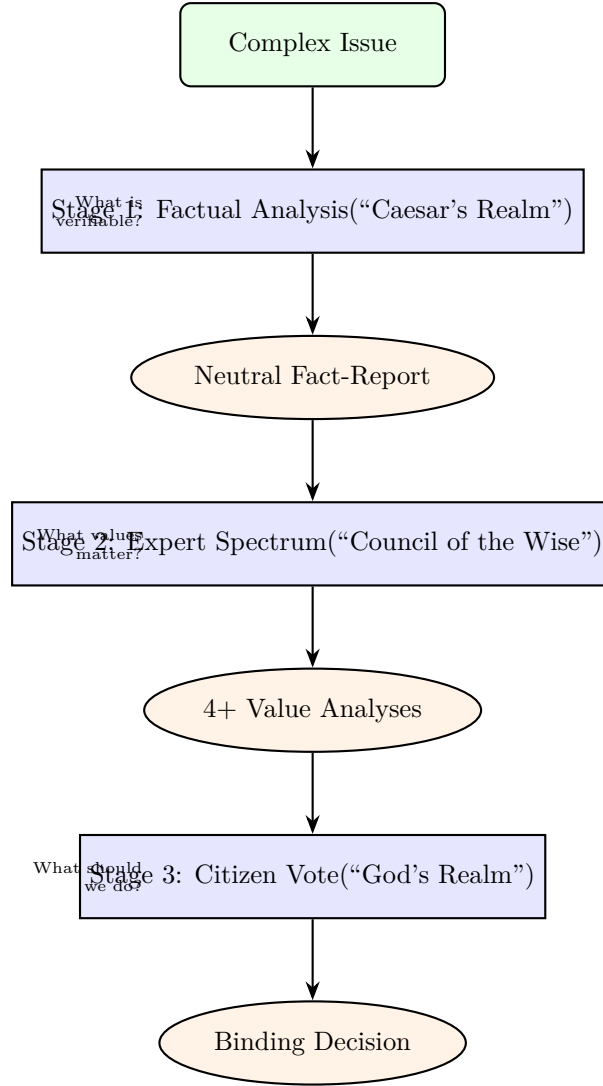 Complex Issue
What is
verifiable?
Stage 1: Factual Analysis(“Caesar’s Realm”)
Neutral Fact-Report
What values
matter?
Stage 2: Expert Spectrum(“Council of the Wise”)
4+ Value Analyses
What should
we do?
Stage 3: Citizen Vote(“God’s Realm”)
Binding Decision